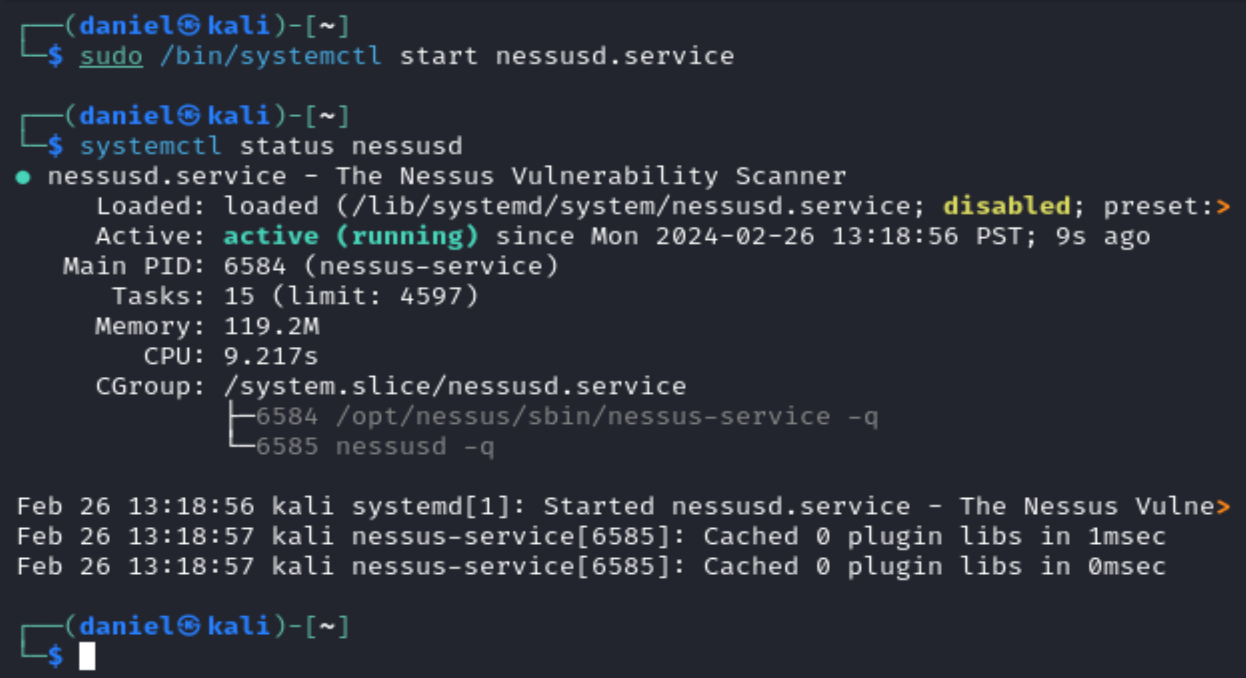 ┌──(daniel㉿kali)-[~]
└─$ sudo /bin/systemctl start nessusd.service
┌──(daniel㉿kali)-[~]
└─$ systemctl status nessusd
● nessusd.service - The Nessus Vulnerability Scanner
Loaded: loaded (/lib/systemd/system/nessusd.service; disabled; preset:>
Active: active (running) since Mon 2024-02-26 13:18:56 PST; 9s ago
Main PID: 6584 (nessus-service)
Tasks: 15 (limit: 4597)
Memory: 119.2M
CPU: 9.217s
CGroup: /system.slice/nessusd.service
├─6584 /opt/nessus/sbin/nessus-service -q
└─6585 nessusd -q
Feb 26 13:18:56 kali systemd[1]: Started nessusd.service - The Nessus Vulne>
Feb 26 13:18:57 kali nessus-service[6585]: Cached 0 plugin libs in 1msec
Feb 26 13:18:57 kali nessus-service[6585]: Cached 0 plugin libs in 0msec
┌──(daniel㉿kali)-[~]
└─$